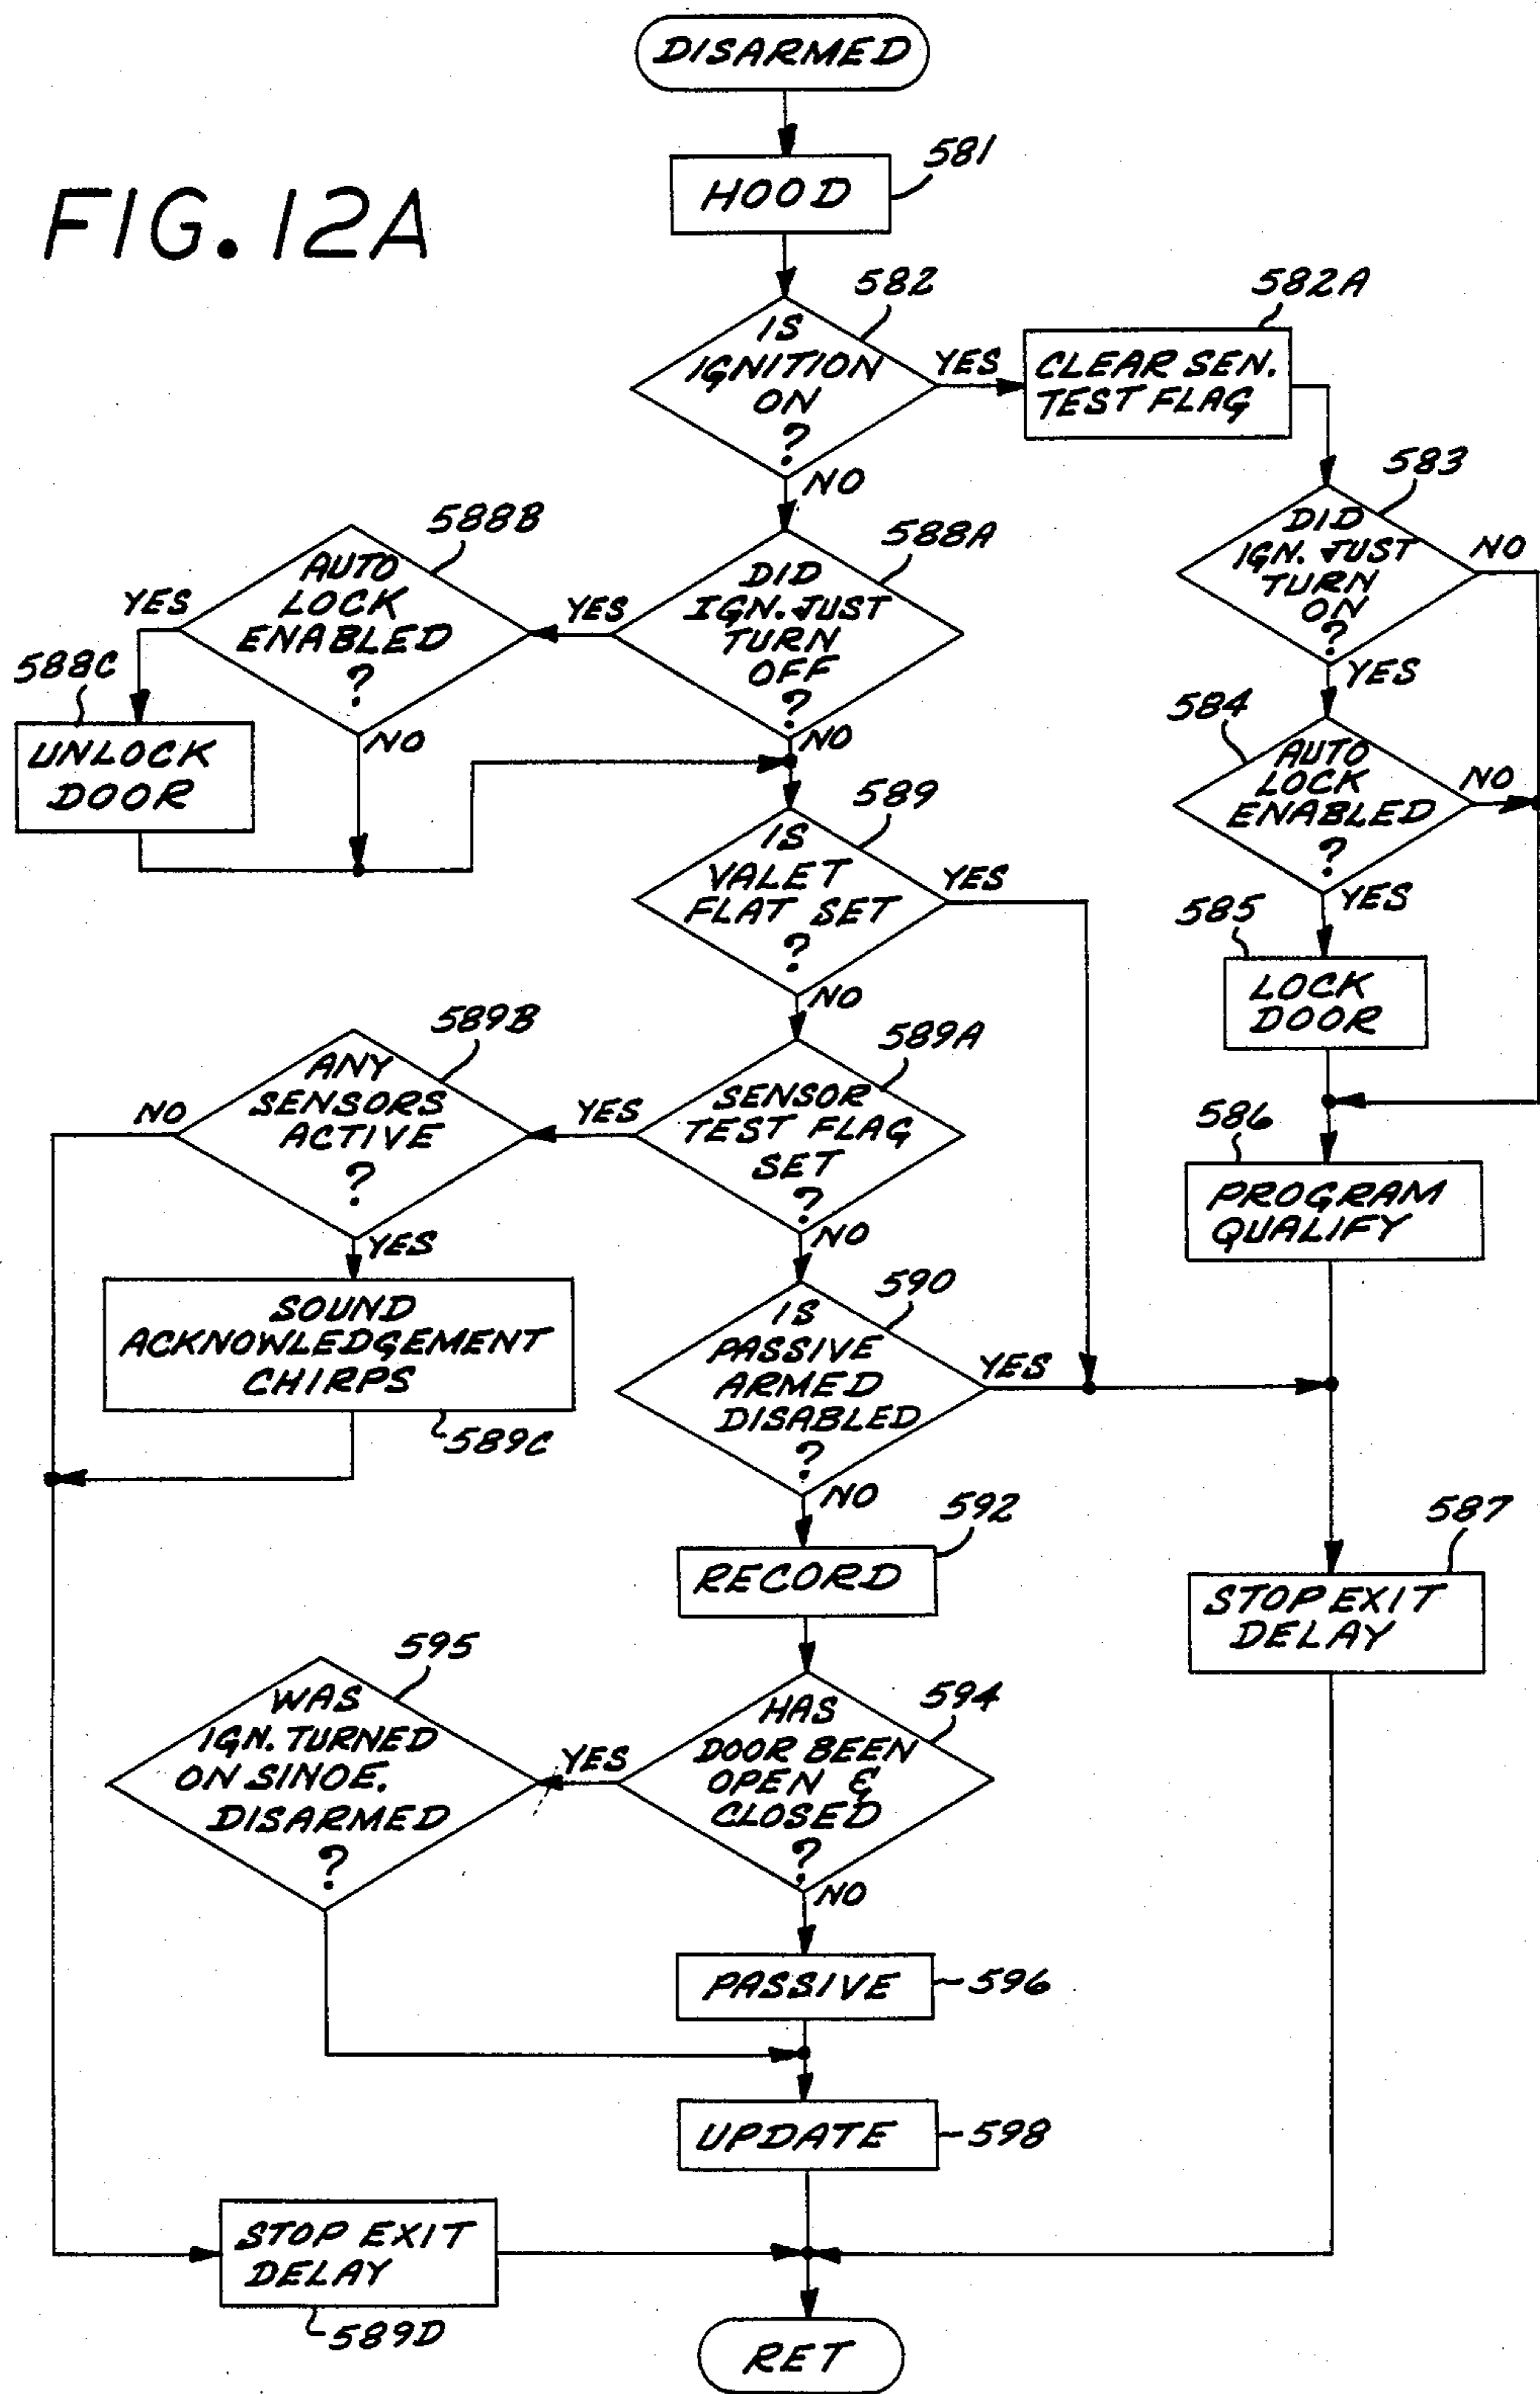 DISARMED
FIG. 12A
HOOD
581
IS
IGNITION
ON
?
582
YES
NO
CLEAR SEN.
TEST FLAG
582A
DID
IGN. JUST
TURN
ON
?
583
NO
YES
AUTO
LOCK
ENABLED
?
588B
YES
NO
DID
IGN. JUST
TURN
OFF
?
588A
YES
NO
588C
UNLOCK
DOOR
584
AUTO
LOCK
ENABLED
?
NO
YES
585
LOCK
DOOR
IS
VALET
FLAT SET
?
589
YES
NO
ANY
SENSORS
ACTIVE
?
589B
NO
YES
SENSOR
TEST FLAG
SET
?
589A
YES
NO
586
PROGRAM
QUALIFY
SOUND
ACKNOWLEDGEMENT
CHIRPS
589C
IS
PASSIVE
ARMED
DISABLED
?
590
YES
NO
RECORD
592
587
STOP EXIT
DELAY
WAS
IGN. TURNED
ON SINOE.
DISARMED
?
595
HAS
DOOR BEEN
OPEN &
CLOSED
?
594
YES
NO
PASSIVE
596
UPDATE
598
STOP EXIT
DELAY
589D
RET